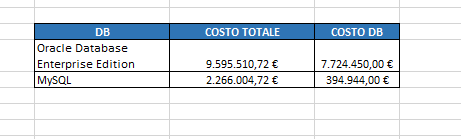 DB COSTO TOTALE COSTO DB
Oracle Database
Enterprise Edition 9.595.510,72 € 7.724.450,00 €
MySQL 2.266.004,72 € 394.944,00 €